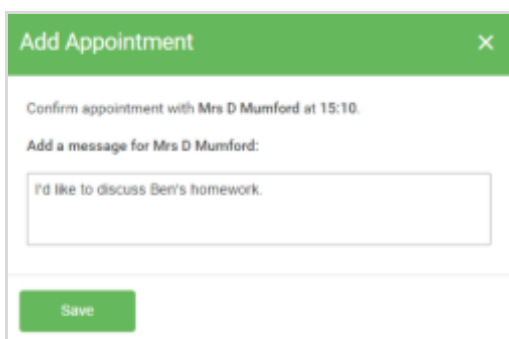 Add Appointment
Confirm appointment with Mrs D Mumford at 15:10.
Add a message for Mrs D Mumford:
I'd like to discuss Ben's homework.
Save